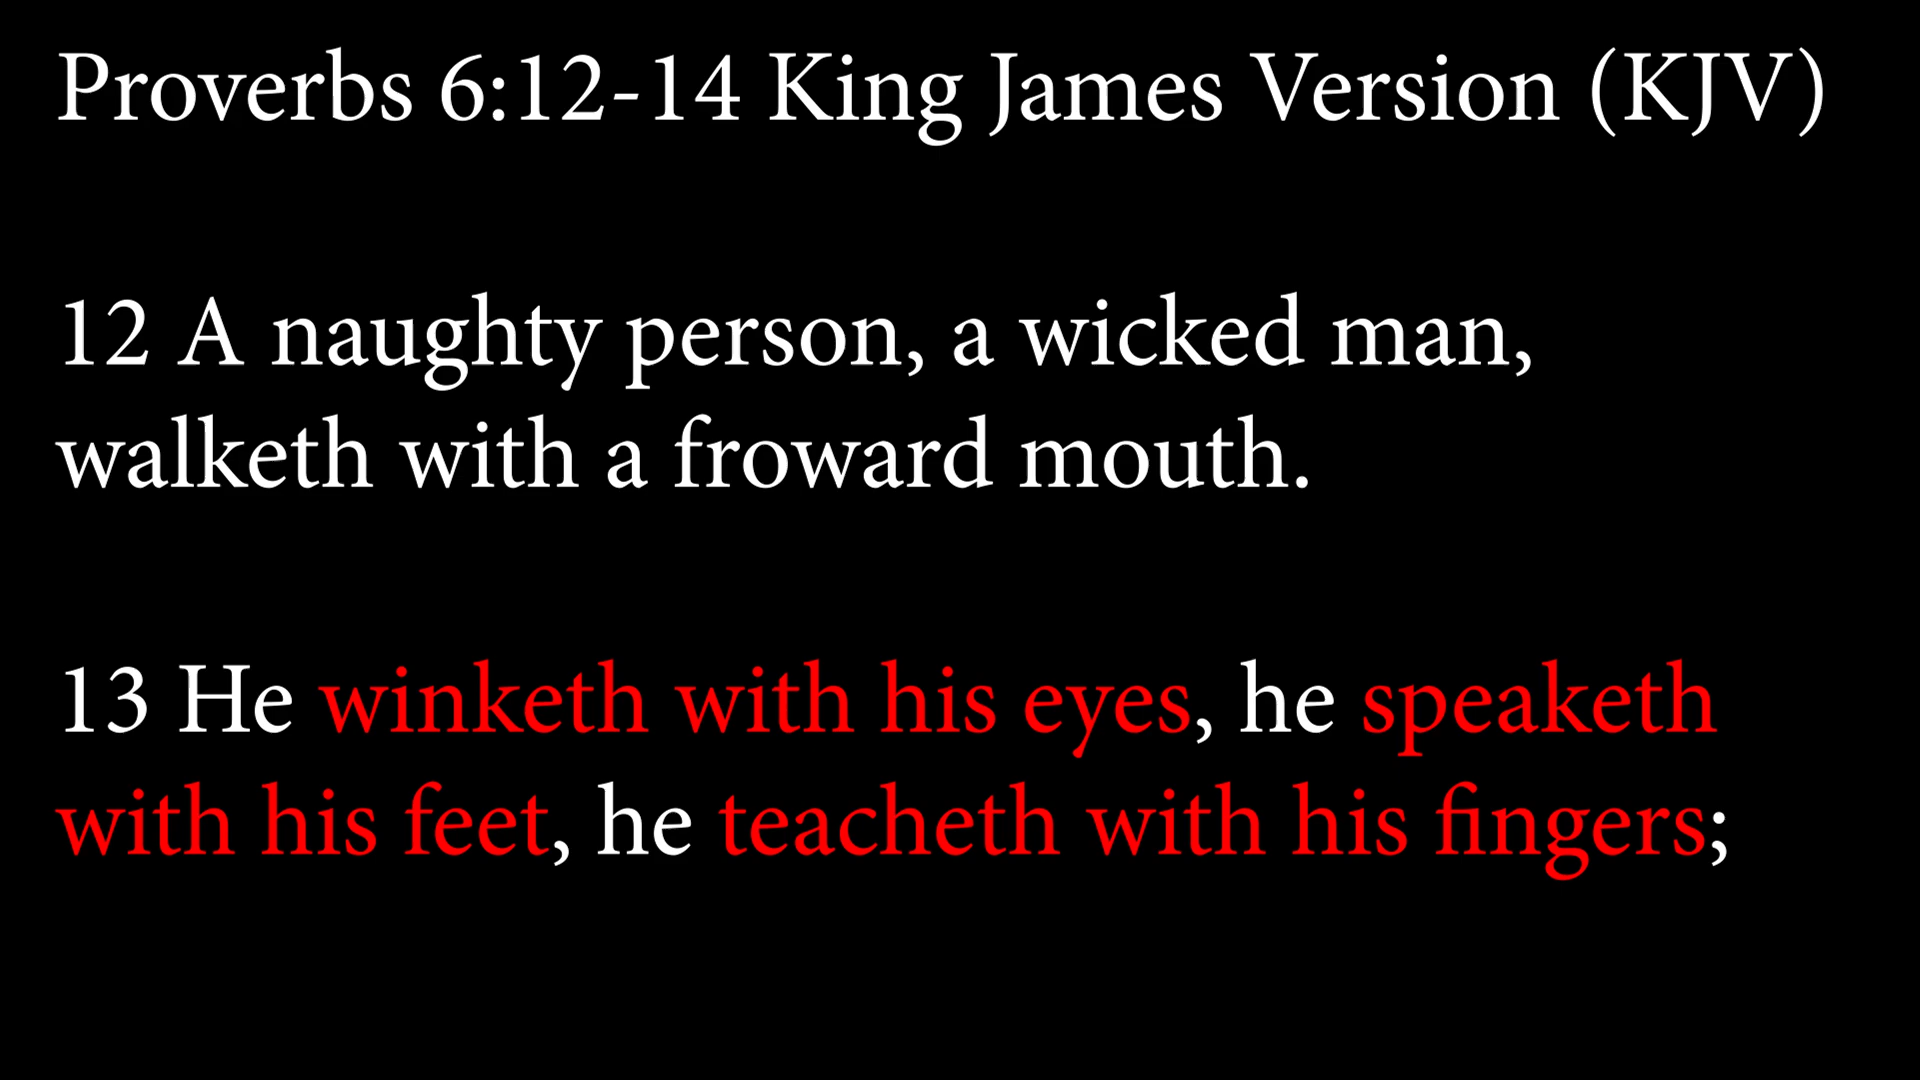 Proverbs 6:12-14 King James Version (KJV)
12 A naughty person, a wicked man,
walketh with a froward mouth.
13 He winketh with his eyes, he speaketh
with his feet, he teacheth with his fingers;